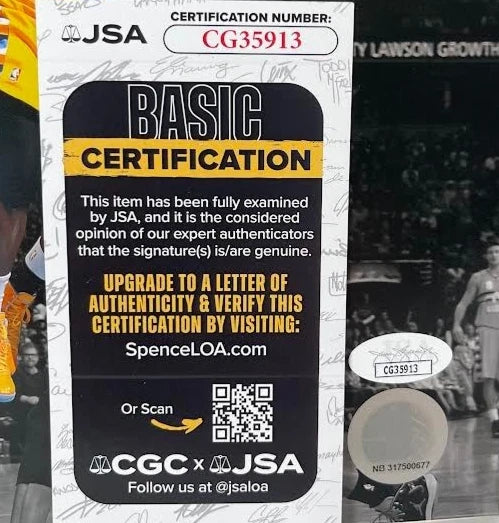 JSA
CERTIFICATION NUMBER:
CG35913
TY LAWSON GROWTH
BASIC
CERTIFICATION
This item has been fully examined
by JSA, and it is the considered
opinion of our expert authenticators
that the signature(s) is/are genuine.
UPGRADE TO A LETTER OF
AUTHENTICITY & VERIFY THIS
CERTIFICATION BY VISITING:
SpenceLOA.com
Or Scan
CGC x JSA
Follow us at @jsaloa
CG35913
NB 317500677